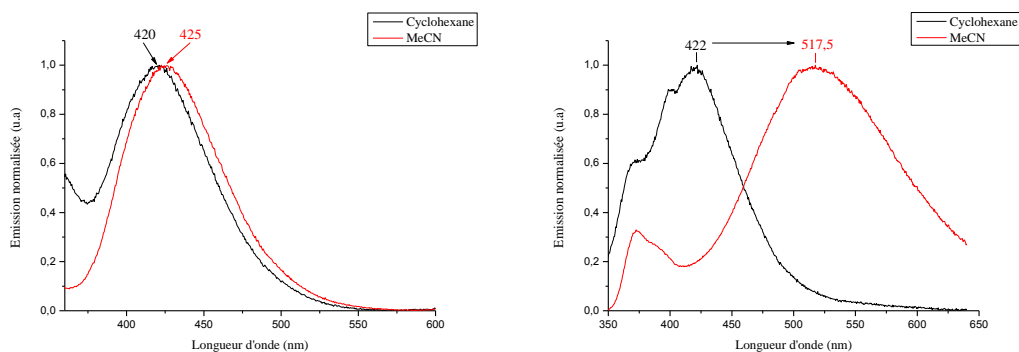 Cyclohexane
MeCN
420 425
1,0
0,8
0,6
0,4
0,2
0,0
Emission normalisée (u.a)
400 450 500 550 600
Longueur d'onde (nm)
Cyclohexane
MeCN
422 517,5
1,0
0,8
0,6
0,4
0,2
0,0
Emission normalisée (u.a)
350 400 450 500 550 600 650
Longueur d'onde (nm)